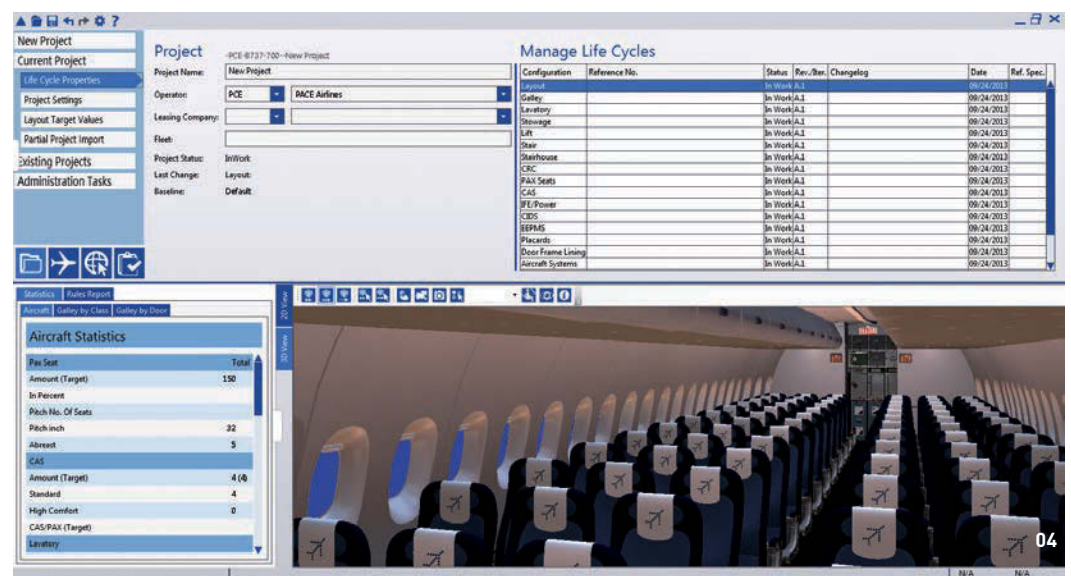 ?
New Project
Current Project
Life Cycle Properties
Project Settings
Layout Target Values
Partial Project Import
Existing Projects
Administration Tasks
Project -PCE-B737-700--New Project
Project Name: New Project
Operator: PCE PACE Airlines
Leasing Company:
Fleet:
Project Status: InWork
Last Change: Layout:
Baseline: Default
Manage Life Cycles
Configuration Reference No. Status Rev./Iter. Changelog Date Ref. Spec.
Layout In Work A.1 09/24/2013
Galley In Work A.1 09/24/2013
Lavatory In Work A.1 09/24/2013
Stowage In Work A.1 09/24/2013
Lift In Work A.1 09/24/2013
Stair In Work A.1 09/24/2013
Stairhouse In Work A.1 09/24/2013
CRC In Work A.1 09/24/2013
PAX Seats In Work A.1 09/24/2013
CAS In Work A.1 09/24/2013
IFE/Power In Work A.1 09/24/2013
CIDS In Work A.1 09/24/2013
EEPMS In Work A.1 09/24/2013
Placards In Work A.1 09/24/2013
Door Frame Lining In Work A.1 09/24/2013
Aircraft Systems In Work A.1 09/24/2013
Statistics Rules Report
Aircraft Galley by Class Galley by Door
Aircraft Statistics
Pax Seat Total
Amount (Target) 150
In Percent
Pitch No. Of Seats
Pitch inch 32
Abreast 5
CAS
Amount (Target) 4 (4)
Standard 4
High Comfort 0
CAS/PAX (Target)
Lavatory
2D View
3D View
04
N/A N/A